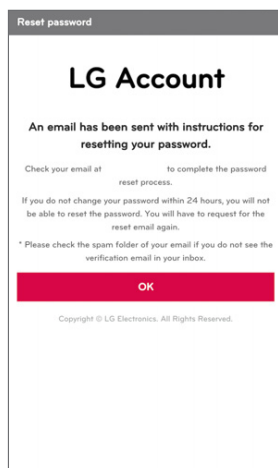 Reset password
LG Account
An email has been sent with instructions for
resetting your password.
Check your email at to complete the password
reset process.
If you do not change your password within 24 hours, you will not
be able to reset the password. You will have to request for the
reset email again.
* Please check the spam folder of your email if you do not see the
verification email in your inbox.
OK
Copyright © LG Electronics. All Rights Reserved.